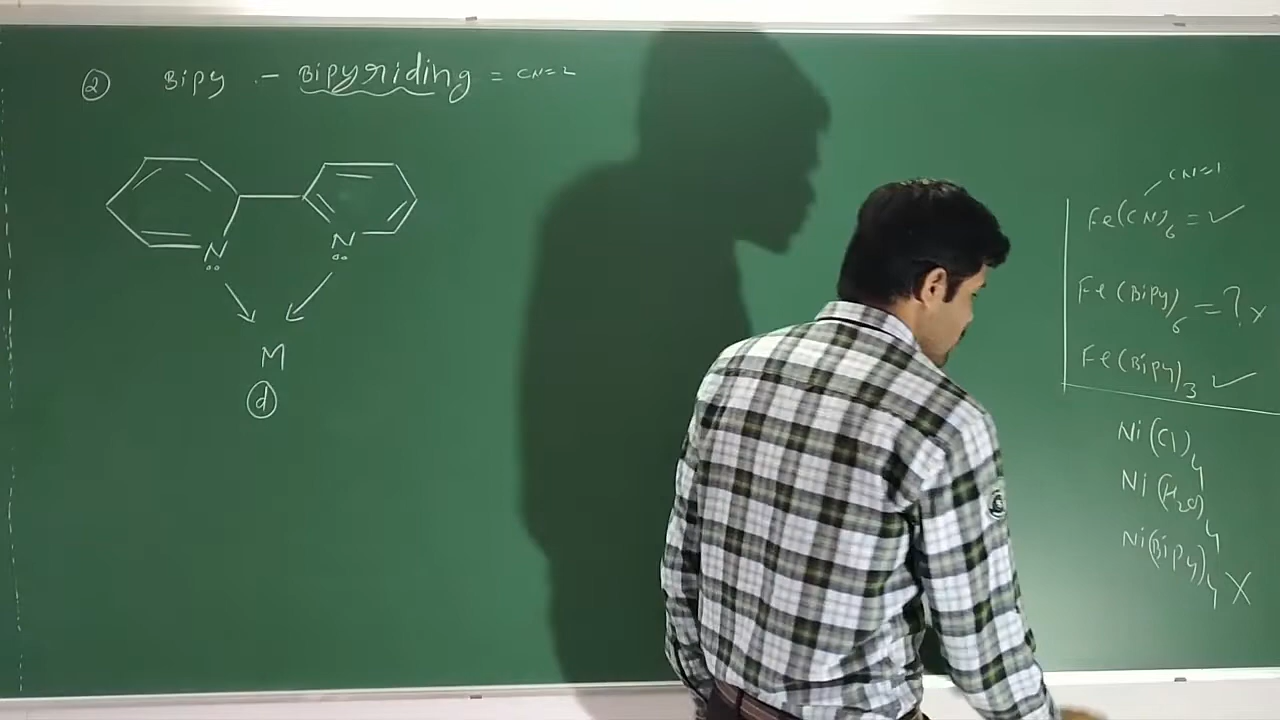 ② Bipy :- Bipyriding = CN=2
N N
M
ⓓ
CN=1
Fe(CN)6 = ✓
Fe(Bipy)6 = ? x
Fe(Bipy)3 ✓
Ni(Cl)4
Ni(H2O)4
Ni(Bipy)4 X